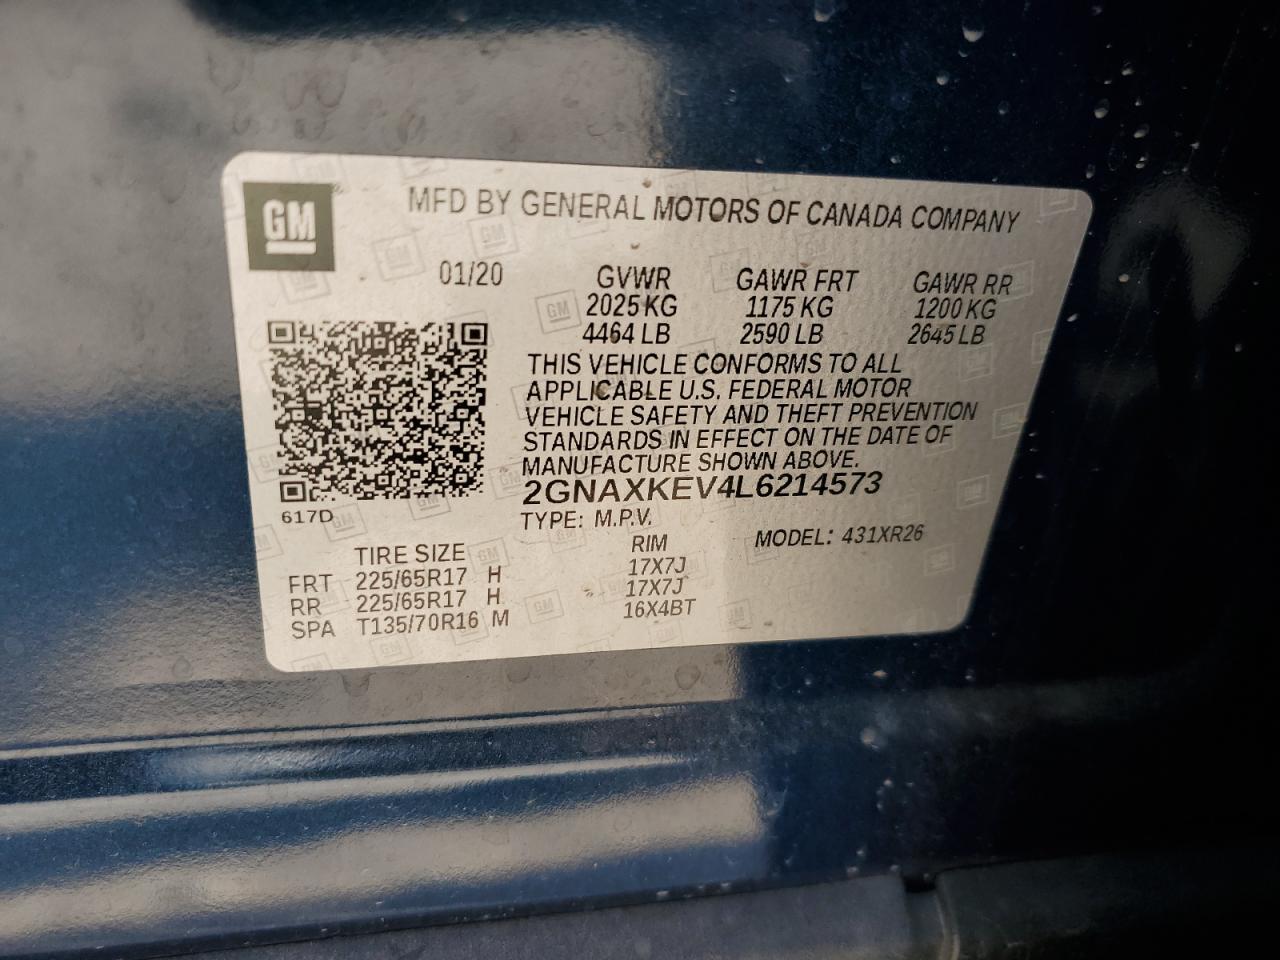 GM
MFD BY GENERAL MOTORS OF CANADA COMPANY
01/20 GVWR GAWR FRT GAWR RR
2025 KG 1175 KG 1200 KG
4464 LB 2590 LB 2645 LB
THIS VEHICLE CONFORMS TO ALL
APPLICABLE U.S. FEDERAL MOTOR
VEHICLE SAFETY AND THEFT PREVENTION
STANDARDS IN EFFECT ON THE DATE OF
MANUFACTURE SHOWN ABOVE.
2GNAXKEV4L6214573
617D
TYPE: M.P.V.
MODEL: 431XR26
TIRE SIZE RIM
FRT 225/65R17 H 17X7J
RR 225/65R17 H 17X7J
SPA T135/70R16 M 16X4BT